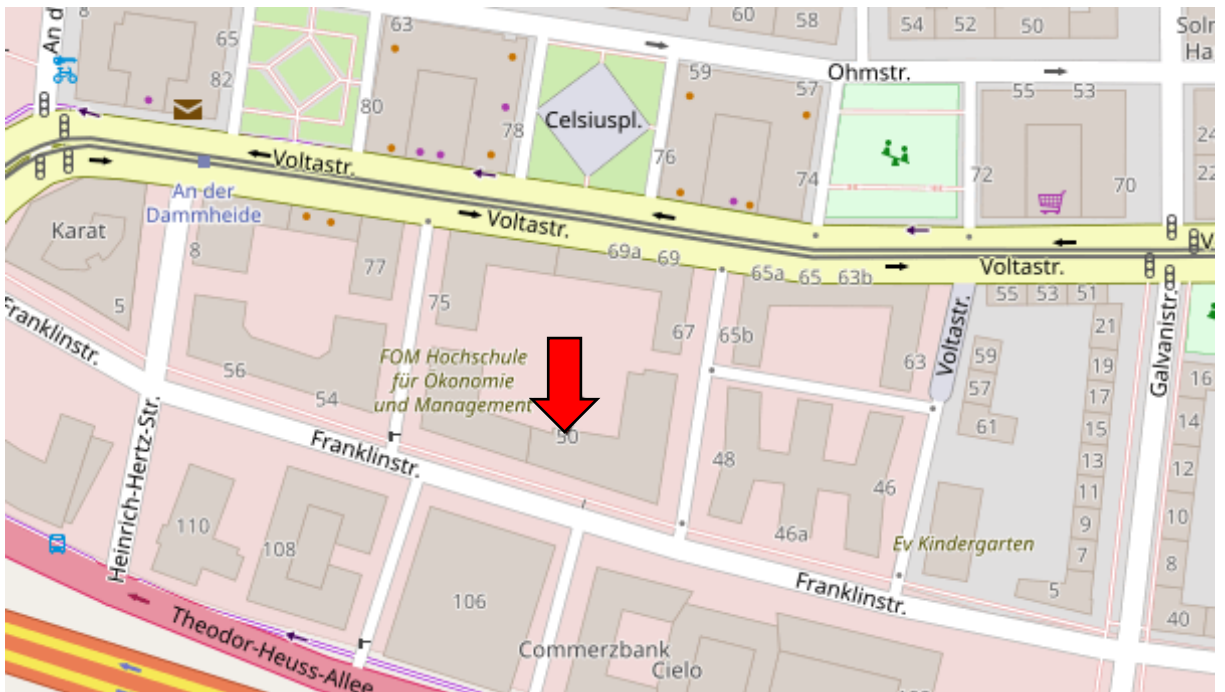 An d
8
65
82
63
80
78
Celsiuspl.
60
58
59
57
76
74
Ohmstr.
54
52
50
Soln
Ha
55
53
72
70
24
22
Voltastr.
An der
Dammheide
Karat
5
8
77
Voltastr.
69a
69
65a
65
63b
Voltastr.
V
75
67
65b
63
Voltastr.
55
53
51
21
59
57
61
19
17
15
13
11
9
7
5
Galvanistr.
16
14
12
10
8
40
Franklinstr.
56
54
FOM Hochschule
für Ökonomie
und Management
50
48
46
46a
Ev Kindergarten
Franklinstr.
Heinrich-Hertz-Str.
110
108
106
Franklinstr.
Commerzbank
Cielo
Theodor-Heuss-Allee